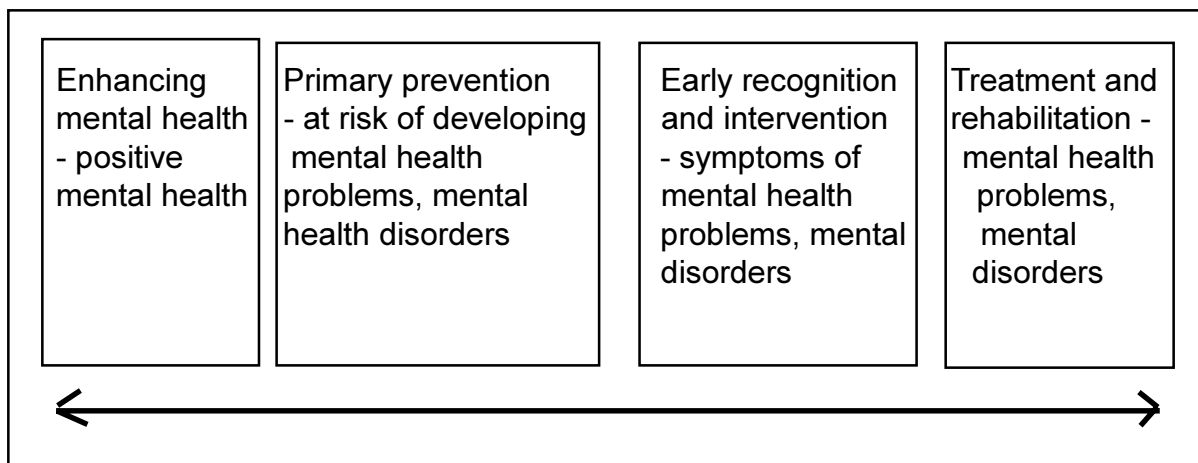 Enhancing
mental health
- positive
mental health
Primary prevention
- at risk of developing
mental health
problems, mental
health disorders
Early recognition
and intervention
- symptoms of
mental health
problems, mental
disorders
Treatment and
rehabilitation -
mental health
problems,
mental
disorders